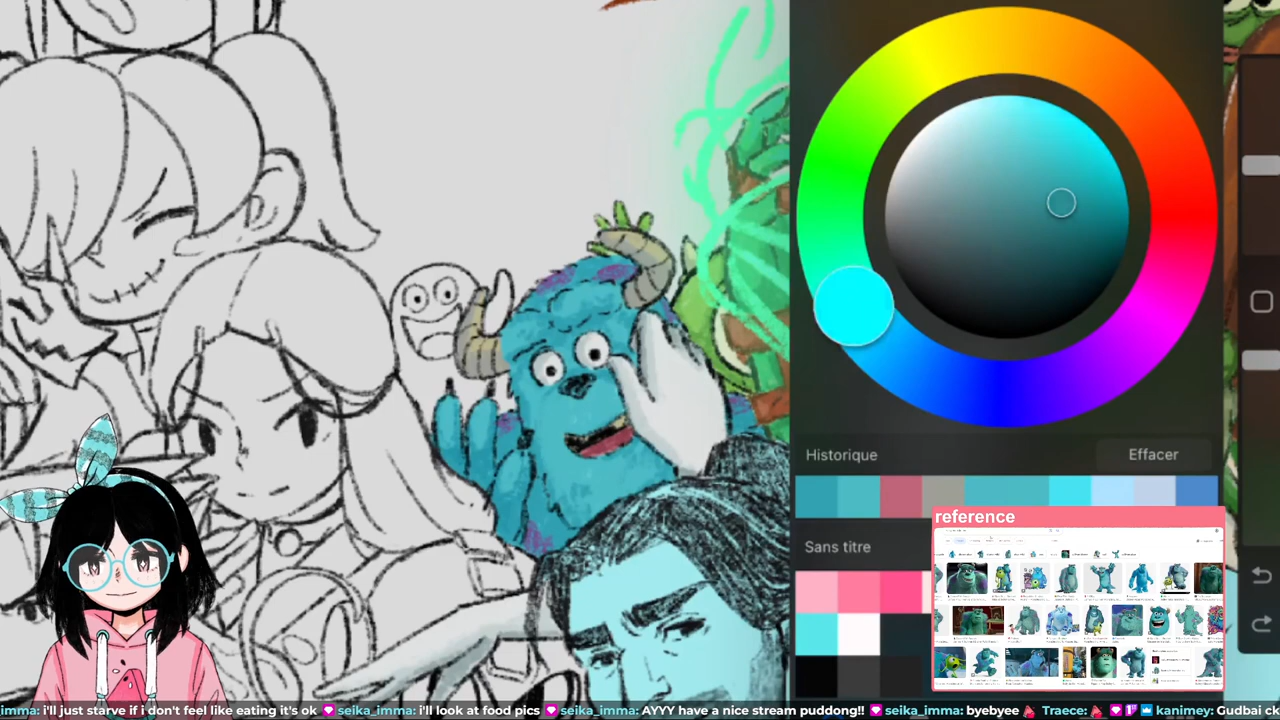 Historique
Effacer
reference
Sans titre
imma: i'll just starve if i don't feel like eating it's ok seika_imma: i'll look at food pics seika_imma: AYYY have a nice stream puddong!! seika_imma: byebyee Traece: kanimey: Gudbai ck